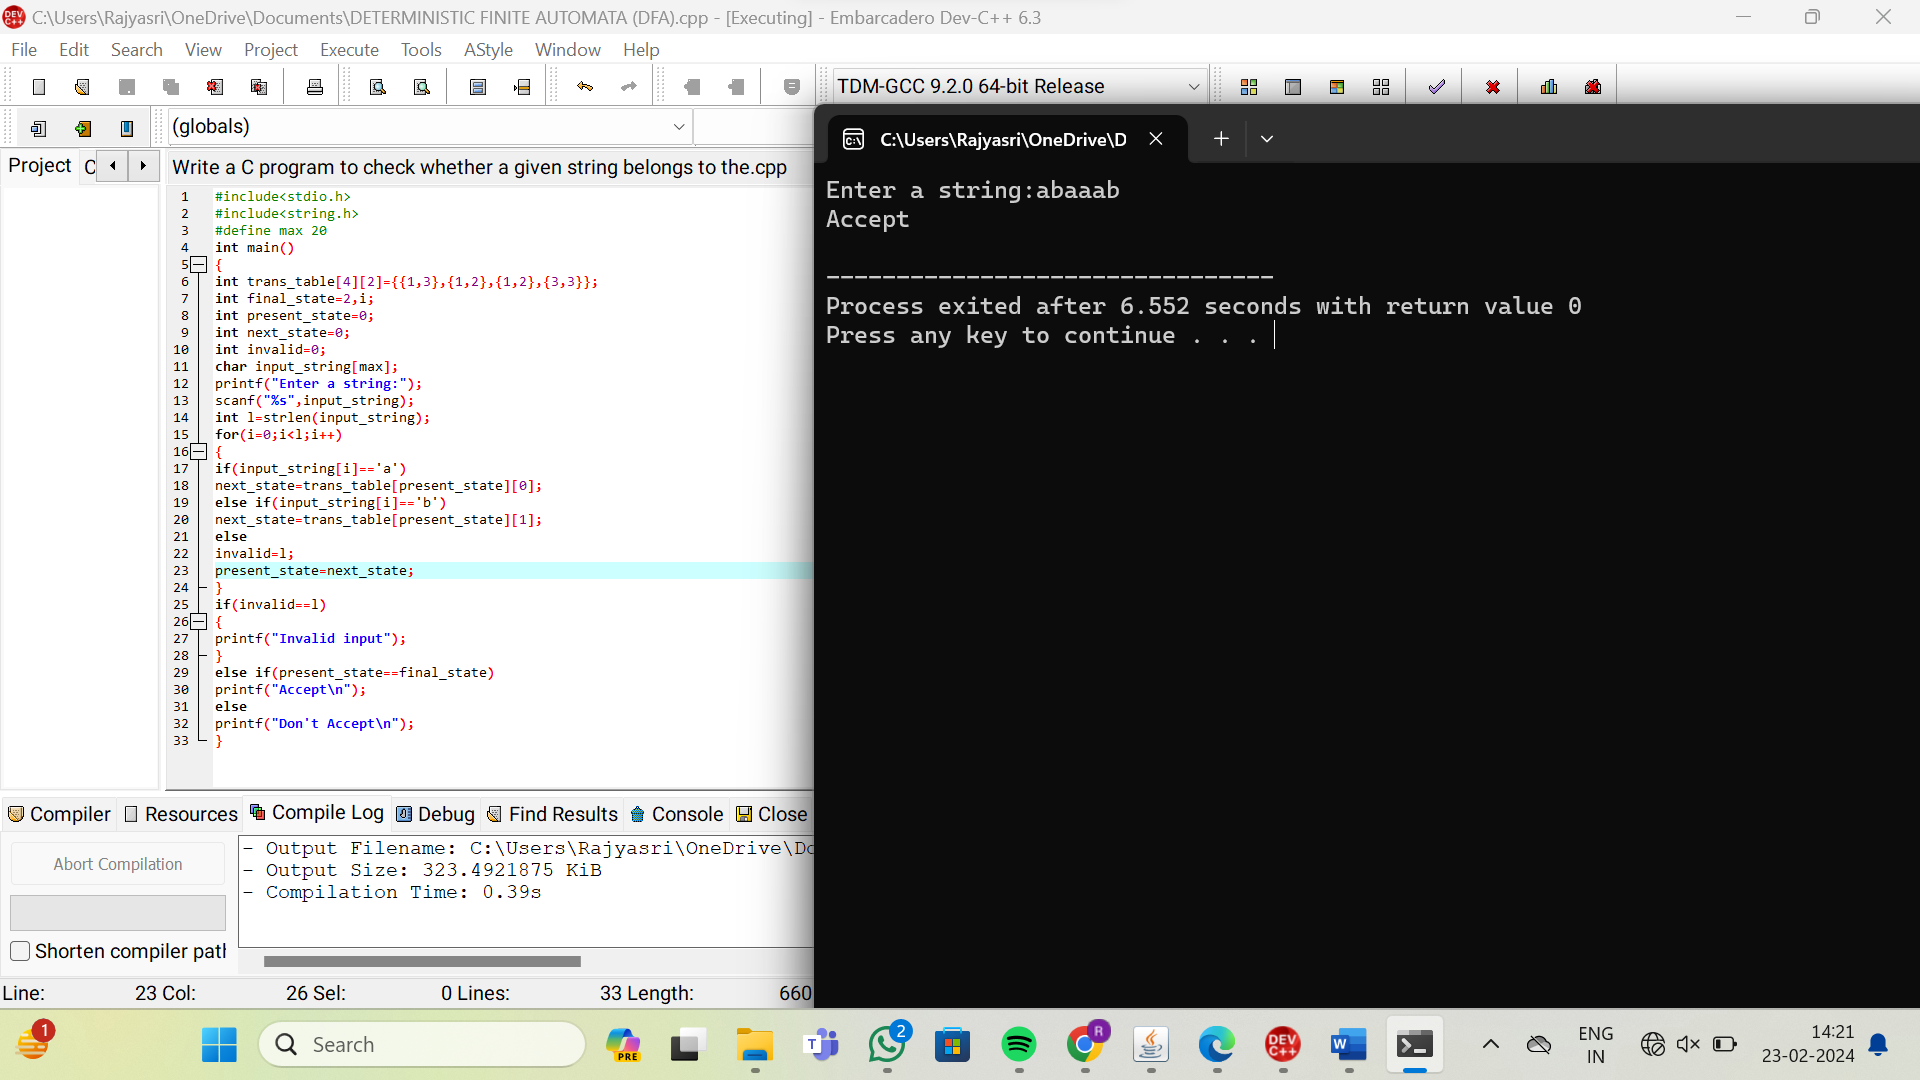 C:\Users\Rajyasri\OneDrive\Documents\DETERMINISTIC FINITE AUTOMATA (DFA).cpp - [Executing] - Embarcadero Dev-C++ 6.3
File Edit Search View Project Execute Tools AStyle Window Help
TDM-GCC 9.2.0 64-bit Release
(globals)
C:\Users\Rajyasri\OneDrive\D
Project C
Write a C program to check whether a given string belongs to the.cpp
1 #include<stdio.h>
2 #include<string.h>
3 #define max 20
4 int main()
5 {
6 int trans_table[4][2]={{1,3},{1,2},{1,2},{3,3}};
7 int final_state=2,i;
8 int present_state=0;
9 int next_state=0;
10 int invalid=0;
11 char input_string[max];
12 printf("Enter a string:");
13 scanf("%s",input_string);
14 int l=strlen(input_string);
15 for(i=0;i<l;i++)
16 {
17 if(input_string[i]=='a')
18 next_state=trans_table[present_state][0];
19 else if(input_string[i]=='b')
20 next_state=trans_table[present_state][1];
21 else
22 invalid=l;
23 present_state=next_state;
24 }
25 if(invalid==l)
26 {
27 printf("Invalid input");
28 }
29 else if(present_state==final_state)
30 printf("Accept\n");
31 else
32 printf("Don't Accept\n");
33 }
Enter a string:abaaab
Accept
--------------------------------
Process exited after 6.552 seconds with return value 0
Press any key to continue . . .
Compiler Resources Compile Log Debug Find Results Console Close
Abort Compilation
Shorten compiler path
- Output Filename: C:\Users\Rajyasri\OneDrive\Do
- Output Size: 323.4921875 KiB
- Compilation Time: 0.39s
Line: 23 Col: 26 Sel: 0 Lines: 33 Length: 660
1
Search
PRE
T
2
R
DEV C++
W
ENG
IN
14:21
23-02-2024